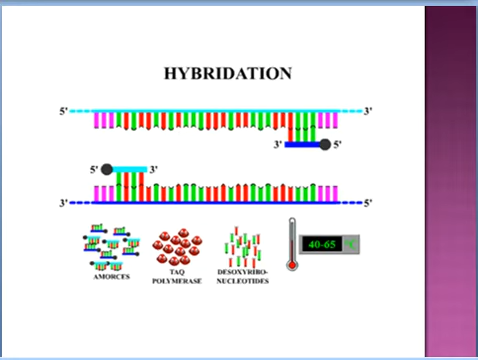 HYBRIDATION
5' 3'
3' 5'
5' 3'
3' 5'
40-65 °C
AMORCES
TAQ
POLYMERASE
DESOXYRIBO-
NUCLEOTIDES